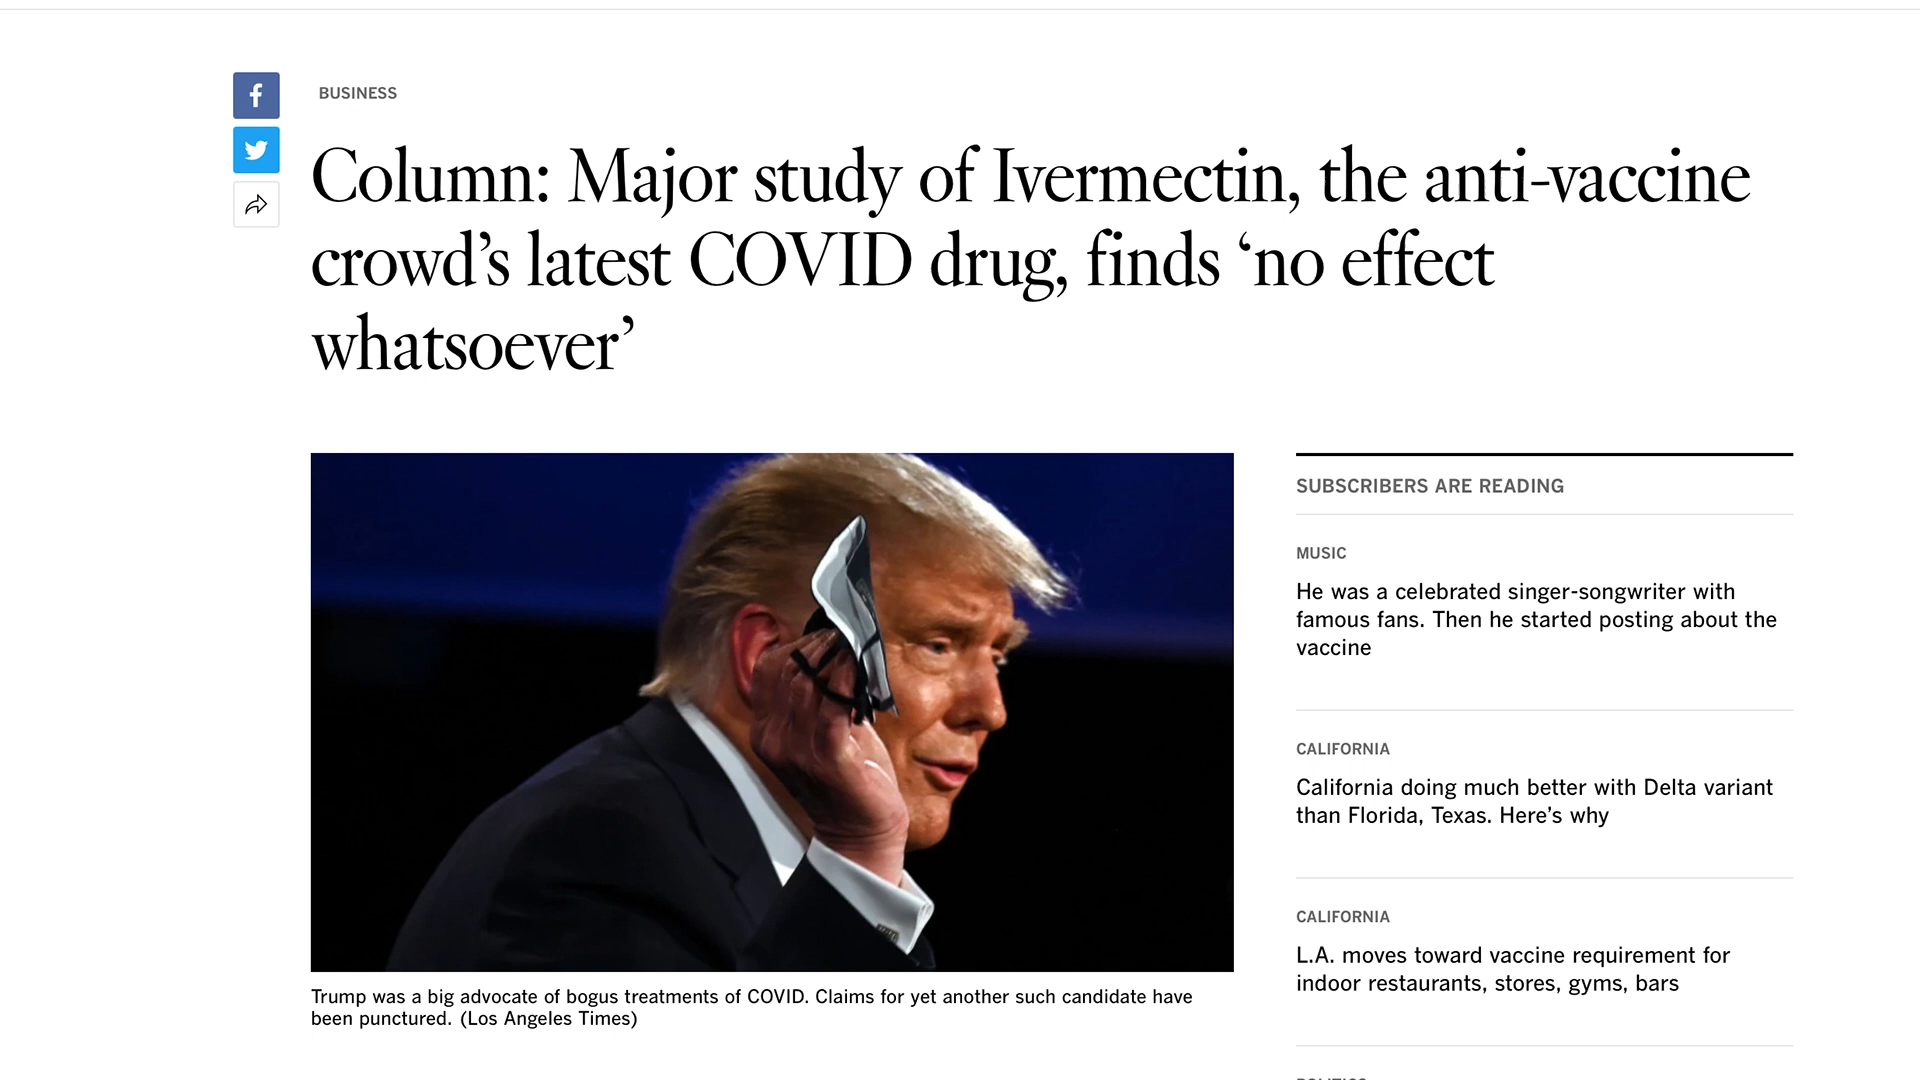 BUSINESS
Column: Major study of Ivermectin, the anti-vaccine
crowd’s latest COVID drug, finds ‘no effect
whatsoever’
Trump was a big advocate of bogus treatments of COVID. Claims for yet another such candidate have
been punctured. (Los Angeles Times)
SUBSCRIBERS ARE READING
MUSIC
He was a celebrated singer-songwriter with
famous fans. Then he started posting about the
vaccine
CALIFORNIA
California doing much better with Delta variant
than Florida, Texas. Here’s why
CALIFORNIA
L.A. moves toward vaccine requirement for
indoor restaurants, stores, gyms, bars